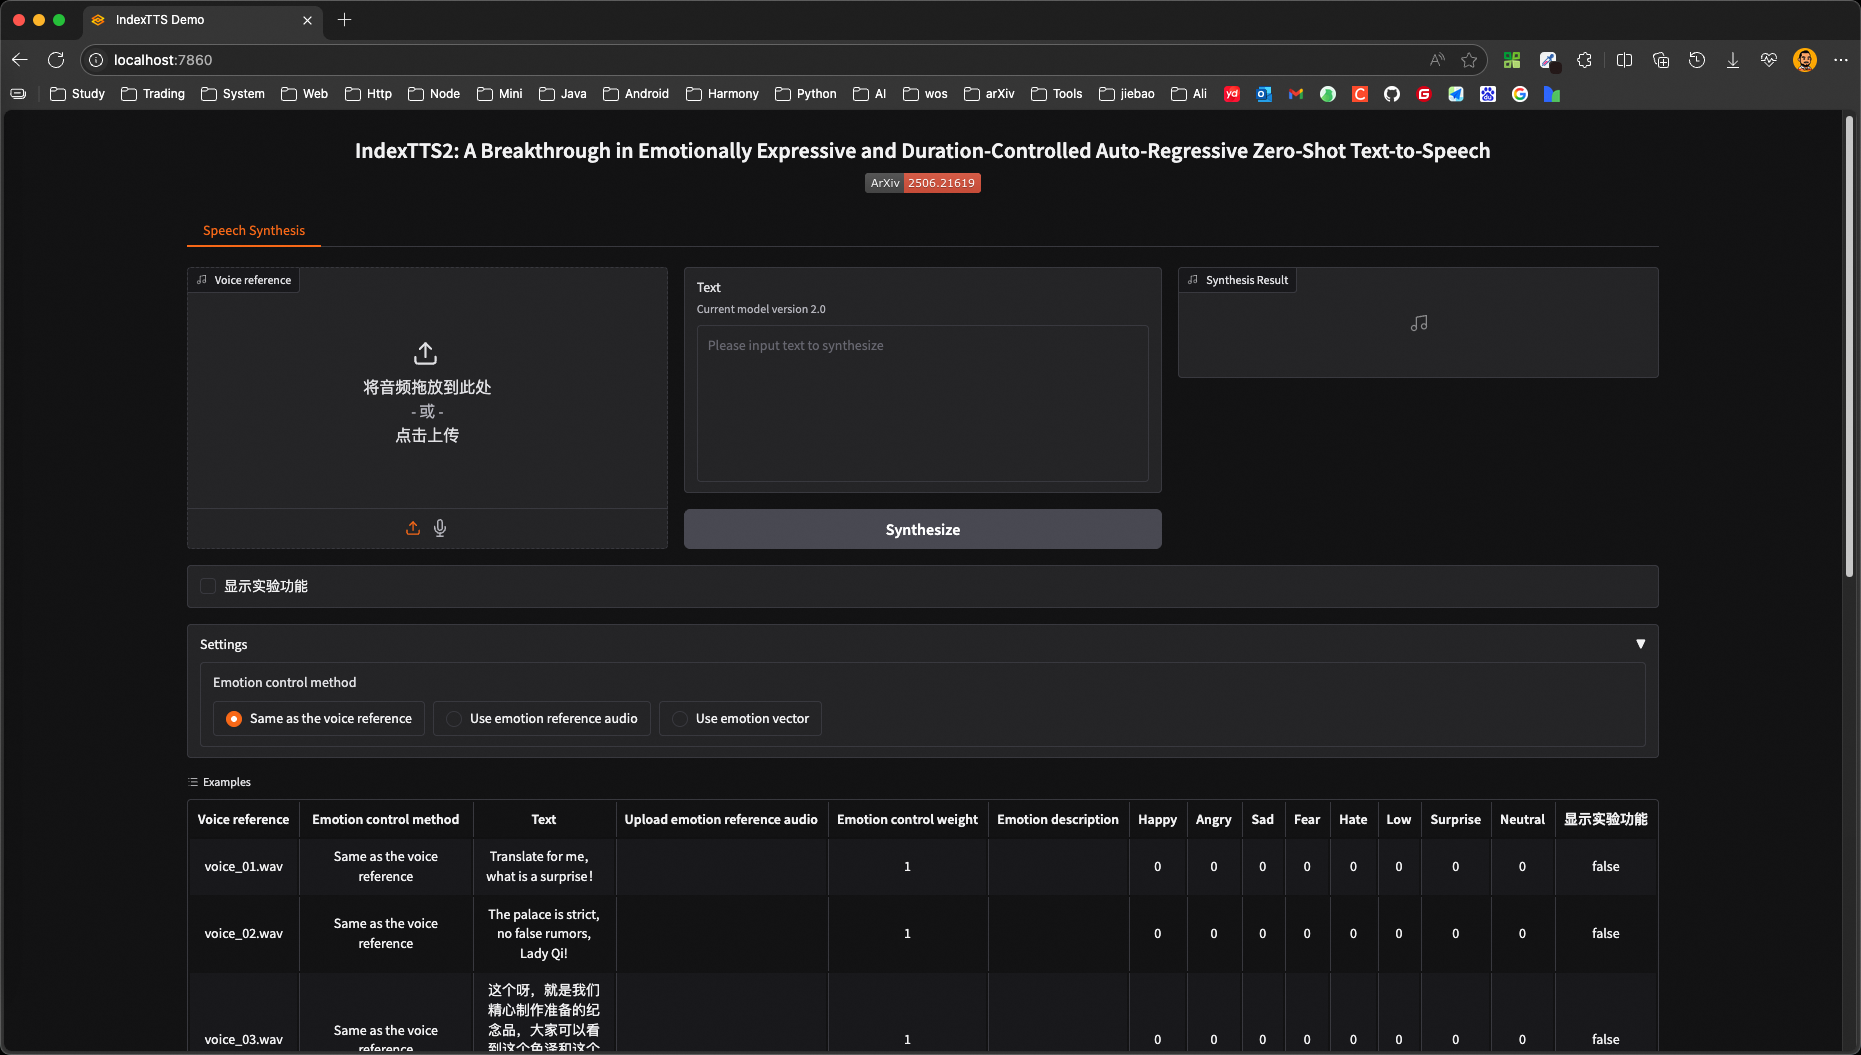 IndexTTS Demo
localhost:7860
Study Trading System Web Http Node Mini Java Android Harmony Python AI wos arXiv Tools jiebao Ali
IndexTTS2: A Breakthrough in Emotionally Expressive and Duration-Controlled Auto-Regressive Zero-Shot Text-to-Speech
ArXiv 2506.21619
Speech Synthesis
Voice reference
将音频拖放到此处
- 或 -
点击上传
Text
Current model version 2.0
Please input text to synthesize
Synthesize
Synthesis Result
显示实验功能
Settings
Emotion control method
Same as the voice reference Use emotion reference audio Use emotion vector
Examples
Voice reference Emotion control method Text Upload emotion reference audio Emotion control weight Emotion description Happy Angry Sad Fear Hate Low Surprise Neutral 显示实验功能
voice_01.wav Same as the voice reference Translate for me, what is a surprise! 1 0 0 0 0 0 0 0 0 false
voice_02.wav Same as the voice reference The palace is strict, no false rumors, Lady Qi! 1 0 0 0 0 0 0 0 0 false
voice_03.wav Same as the voice reference 这个呀，就是我们精心制作准备的纪念品，大家可以看到这个色泽和这个 1 0 0 0 0 0 0 0 0 false